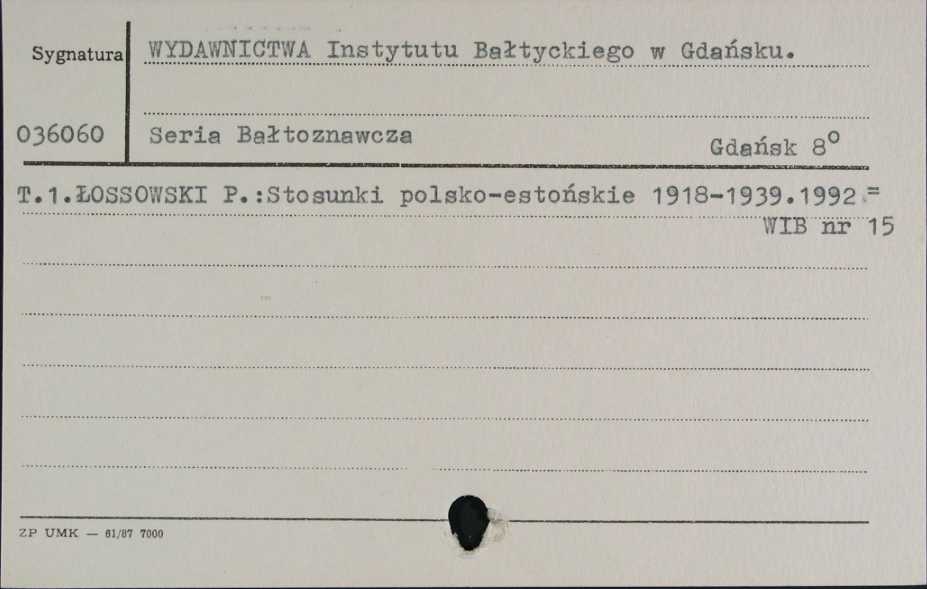 Sygnatura WYDAWNICTWA Instytutu Bałtyckiego w Gdańsku.
036060 Seria Bałtoznawcza Gdańsk 8º
T.1.ŁOSSOWSKI P.:Stosunki polsko-estońskie 1918-1939.1992.=
WIB nr 15
ZP UMK — 61/87 7000